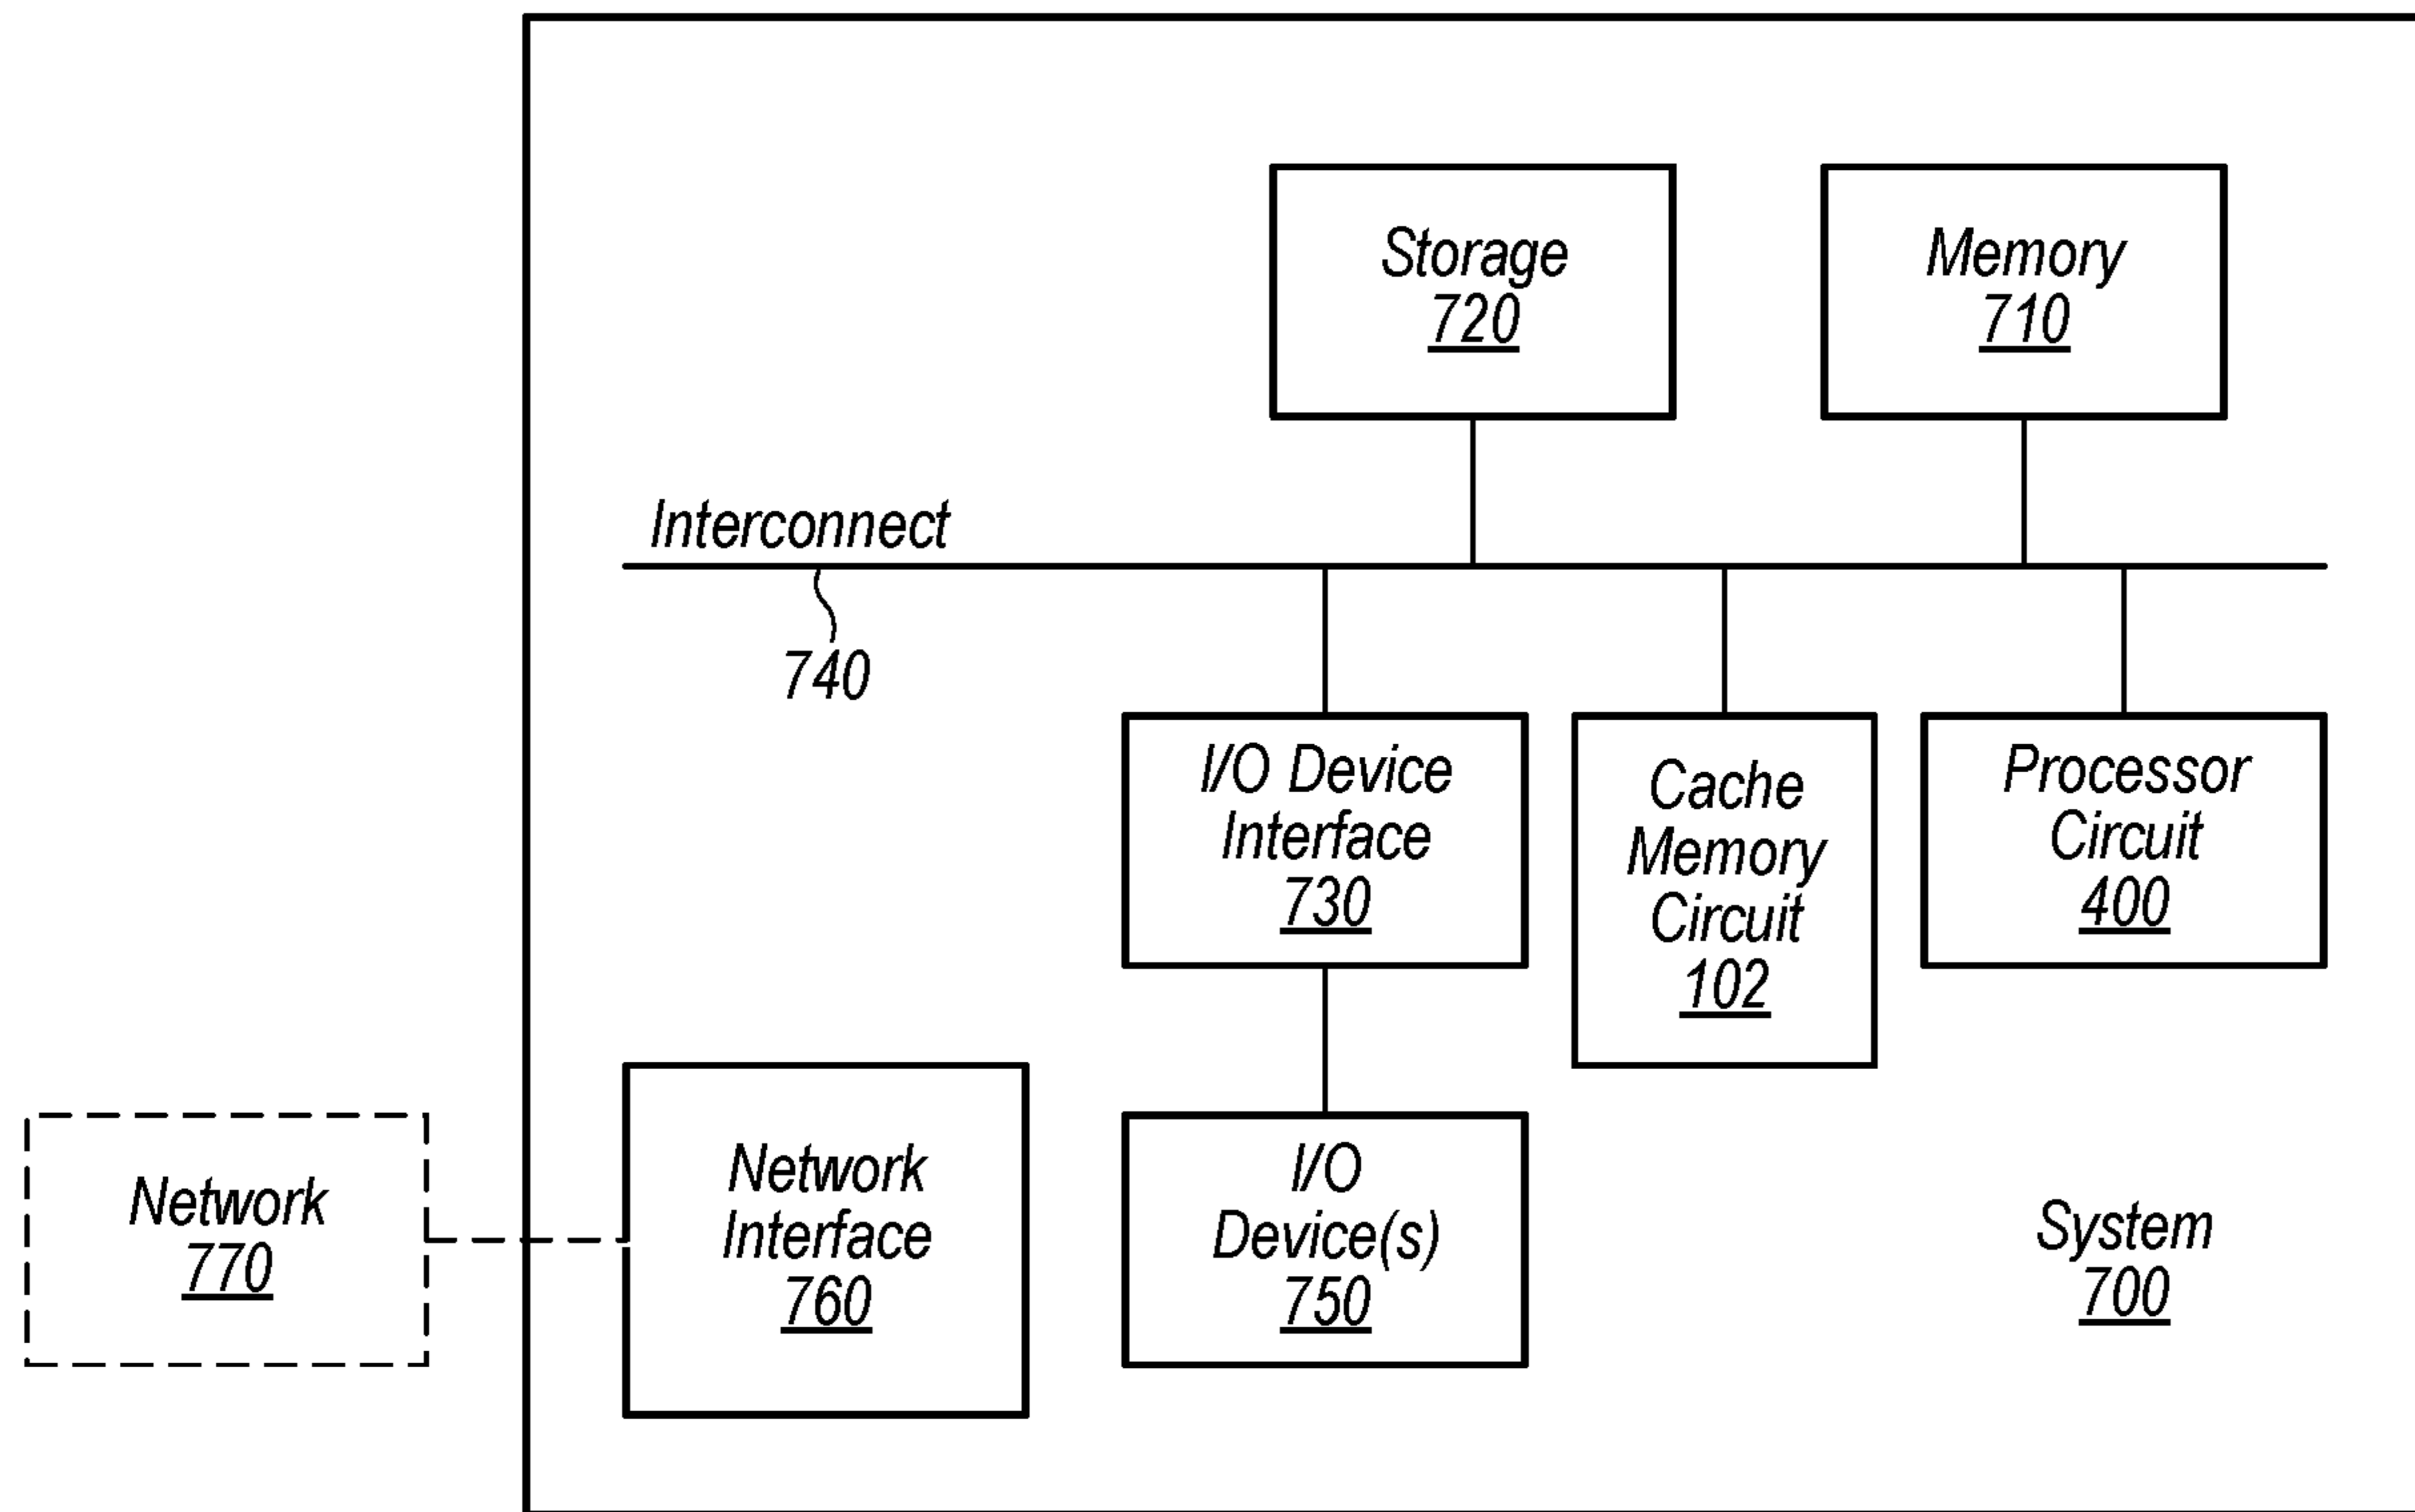 Storage
720
Memory
710
Interconnect
740
I/O Device
Interface
730
Cache
Memory
Circuit
102
Processor
Circuit
400
Network
770
Network
Interface
760
I/O
Device(s)
750
System
700